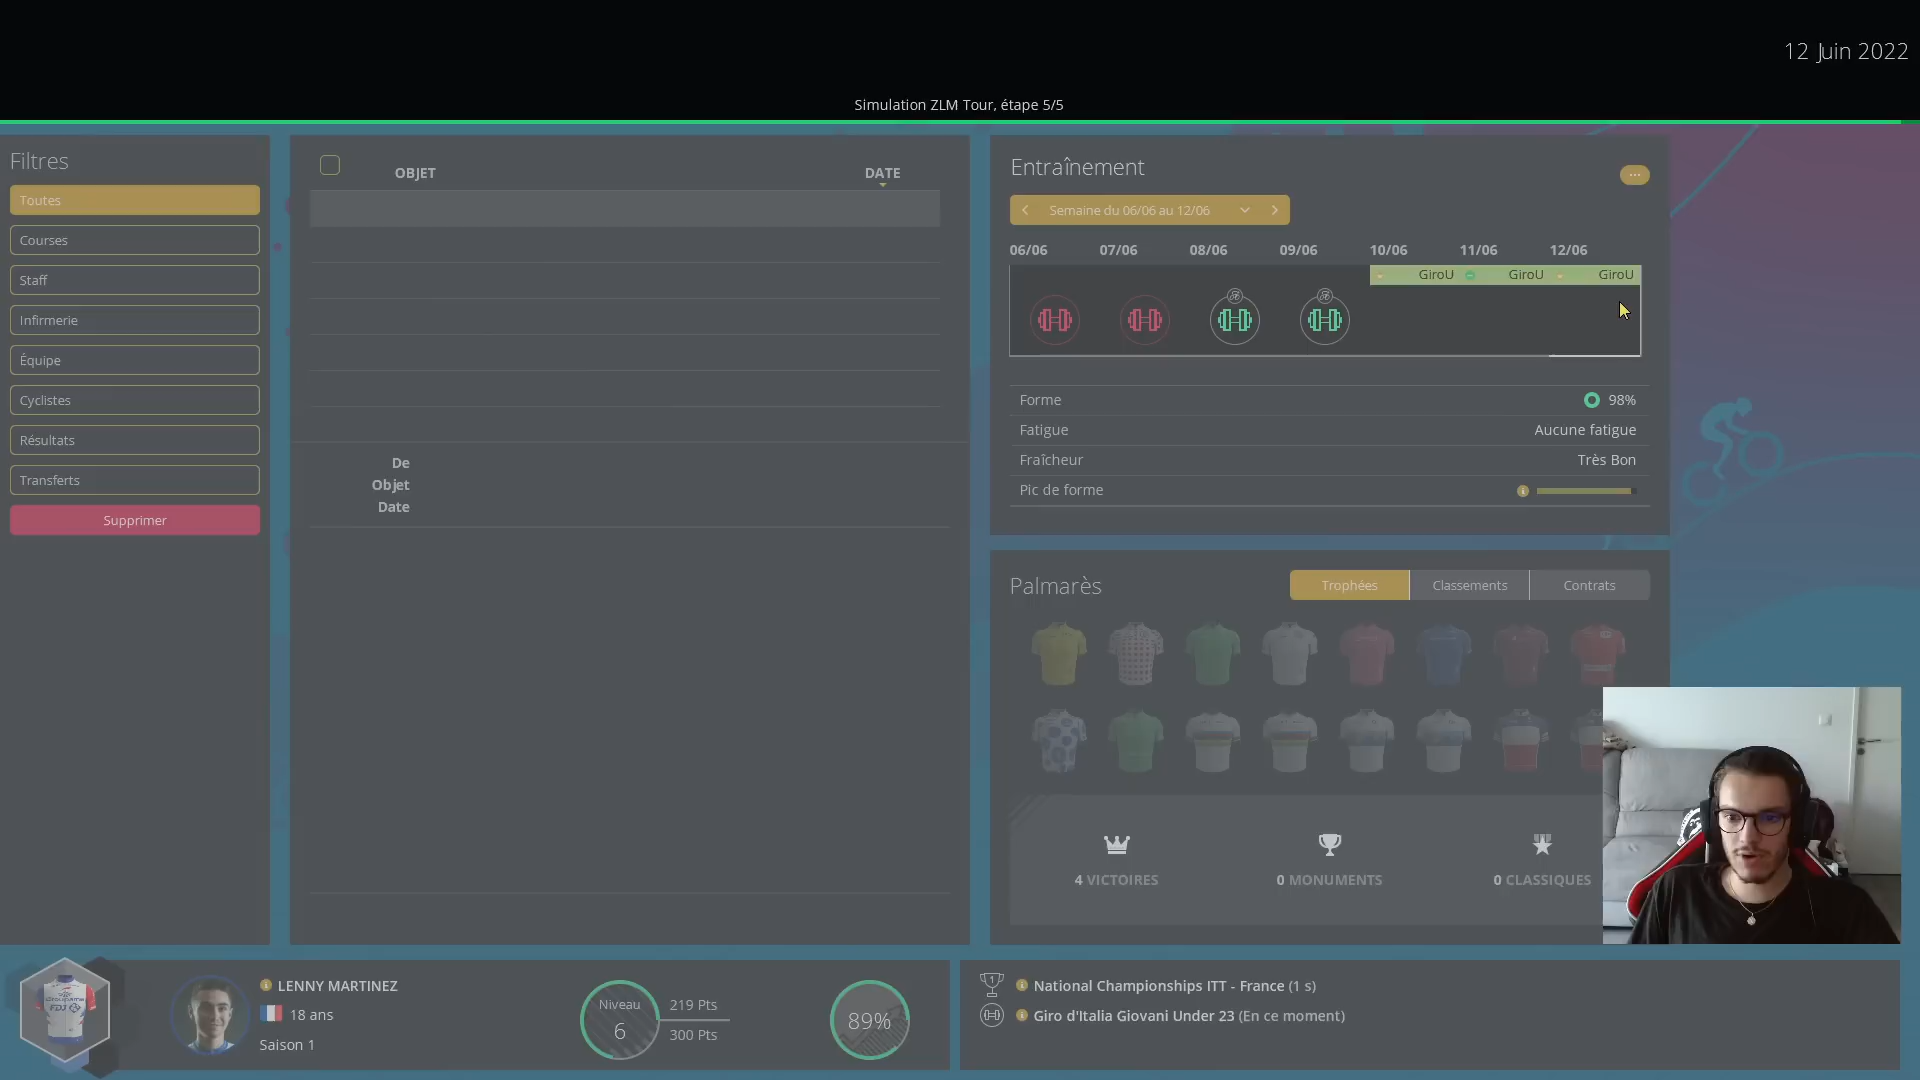 12 Juin 2022
Simulation ZLM Tour, étape 5/5
Filtres
Toutes
Courses
Staff
Infirmerie
Équipe
Cyclistes
Résultats
Transferts
Supprimer
OBJET DATE
De
Objet
Date
Entraînement
...
Semaine du 06/06 au 12/06
06/06 07/06 08/06 09/06 10/06 11/06 12/06
GiroU GiroU GiroU
Forme 98%
Fatigue Aucune fatigue
Fraîcheur Très Bon
Pic de forme
Palmarès Trophées Classements Contrats
4 VICTOIRES 0 MONUMENTS 0 CLASSIQUES
LENNY MARTINEZ
18 ans
Saison 1
FDJ
Niveau
6
219 Pts
300 Pts
89%
National Championships ITT - France (1 s)
Giro d'Italia Giovani Under 23 (En ce moment)